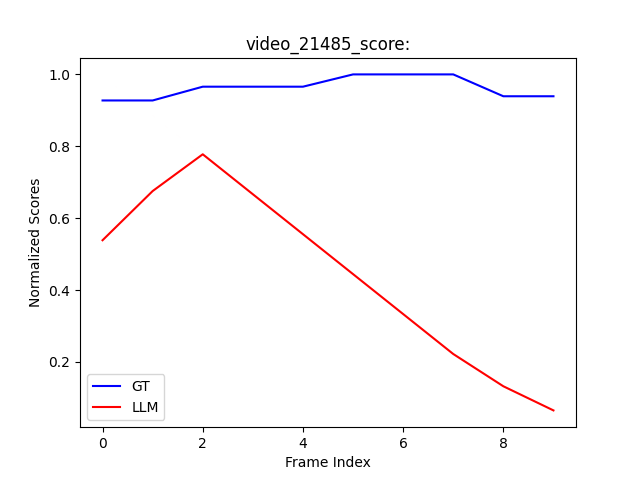 video_21485_score:
Normalized Scores
1.0
0.8
0.6
0.4
0.2
GT
LLM
0 2 4 6 8
Frame Index